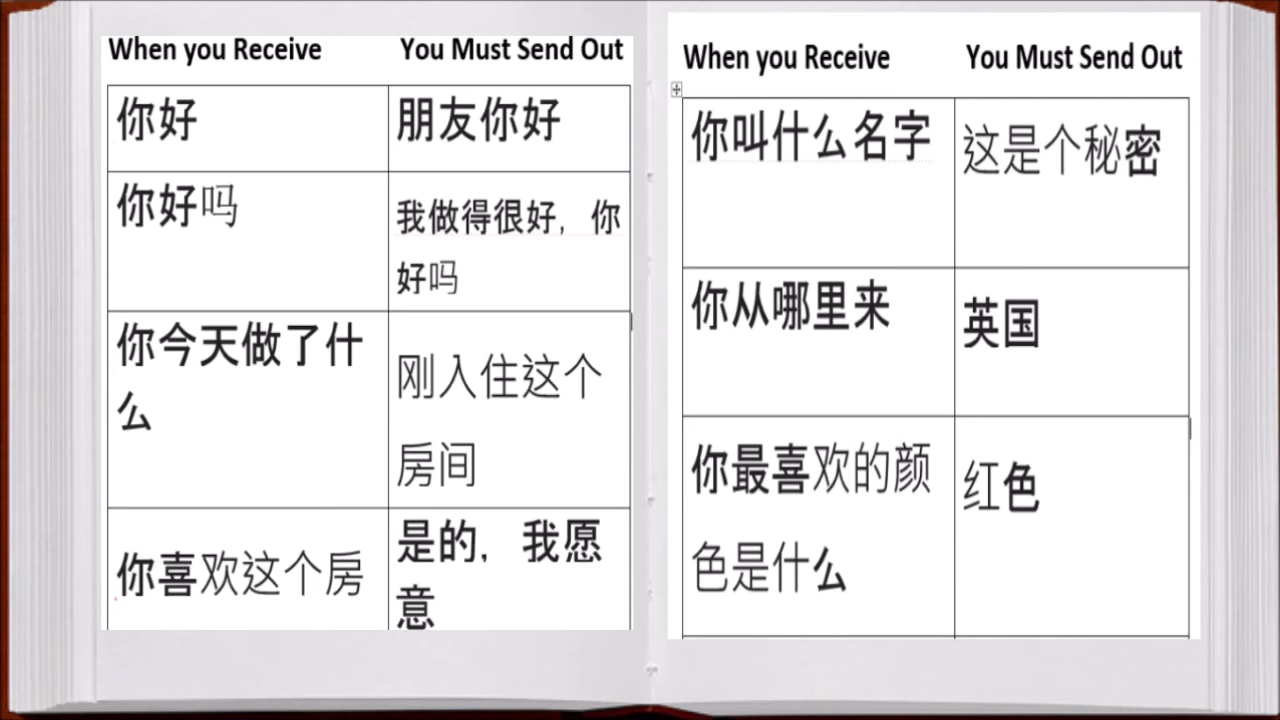 When you Receive You Must Send Out
你好 朋友你好
你好吗 我做得很好，你
好吗
你今天做了什
么
刚入住这个
房间
你喜欢这个房
是的，我愿
意
When you Receive You Must Send Out
你叫什么名字 这是个秘密
你从哪里来 英国
你最喜欢的颜
色是什么
红色